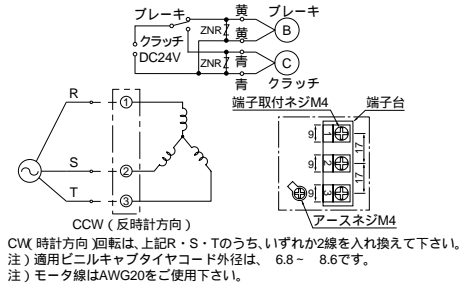 ブレーキ 黄 ブレーキ
ZNR 黄 B
クラッチ
DC24V
ZNR 青 C
青 クラッチ
端子取付ネジM4 端子台
R ①
S ②
T ③
9 1
9 2 17
9 3 17
アースネジM4
CCW(反時計方向)
CW(時計方向)回転は、上記R・S・Tのうち、いずれか2線を入れ換えて下さい。
注)適用ビニルキャブタイヤコード外径は、 6.8~ 8.6です。
注)モータ線はAWG20をご使用下さい。